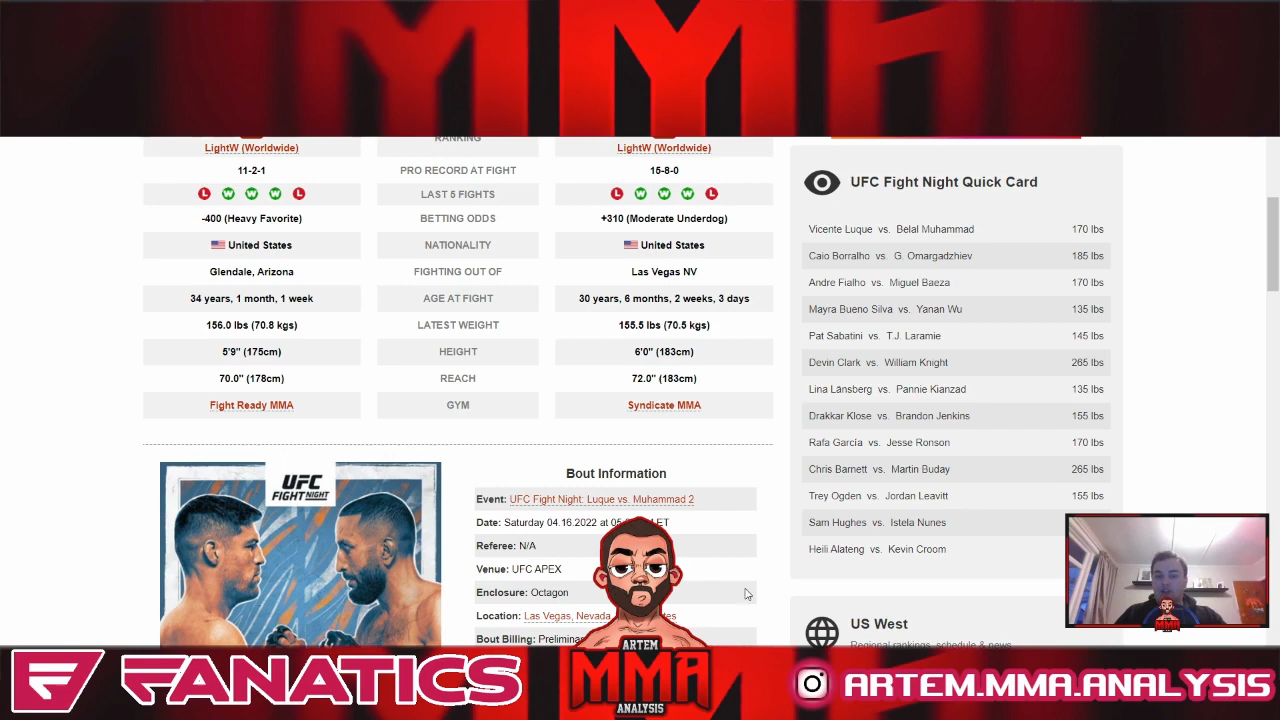 MMA
RANKING
LightW (Worldwide) LightW (Worldwide)
11-2-1 PRO RECORD AT FIGHT 15-8-0
L W W W L LAST 5 FIGHTS L W W W L
-400 (Heavy Favorite) BETTING ODDS +310 (Moderate Underdog)
United States NATIONALITY United States
Glendale, Arizona FIGHTING OUT OF Las Vegas NV
34 years, 1 month, 1 week AGE AT FIGHT 30 years, 6 months, 2 weeks, 3 days
156.0 lbs (70.8 kgs) LATEST WEIGHT 155.5 lbs (70.5 kgs)
5'9" (175cm) HEIGHT 6'0" (183cm)
70.0" (178cm) REACH 72.0" (183cm)
Fight Ready MMA GYM Syndicate MMA
UFC
FIGHT NIGHT
Bout Information
Event: UFC Fight Night: Luque vs. Muhammad 2
Date: Saturday 04.16.2022 at 05 ET
Referee: N/A
Venue: UFC APEX
Enclosure: Octagon
Location: Las Vegas, Nevada,
Bout Billing: Prelimina
UFC Fight Night Quick Card
Vicente Luque vs. Belal Muhammad 170 lbs
Caio Borralho vs. G. Omargadzhiev 185 lbs
Andre Fialho vs. Miguel Baeza 170 lbs
Mayra Bueno Silva vs. Yanan Wu 135 lbs
Pat Sabatini vs. T.J. Laramie 145 lbs
Devin Clark vs. William Knight 265 lbs
Lina Länsberg vs. Pannie Kianzad 135 lbs
Drakkar Klose vs. Brandon Jenkins 155 lbs
Rafa García vs. Jesse Ronson 170 lbs
Chris Barnett vs. Martin Buday 265 lbs
Trey Ogden vs. Jordan Leavitt 155 lbs
Sam Hughes vs. Istela Nunes
Heili Alateng vs. Kevin Croom
US West
Regional rankings, schedule & news
MMA
FANATICS
ARTEM
MMA
ANALYSIS
ARTEM.MMA.ANALYSIS